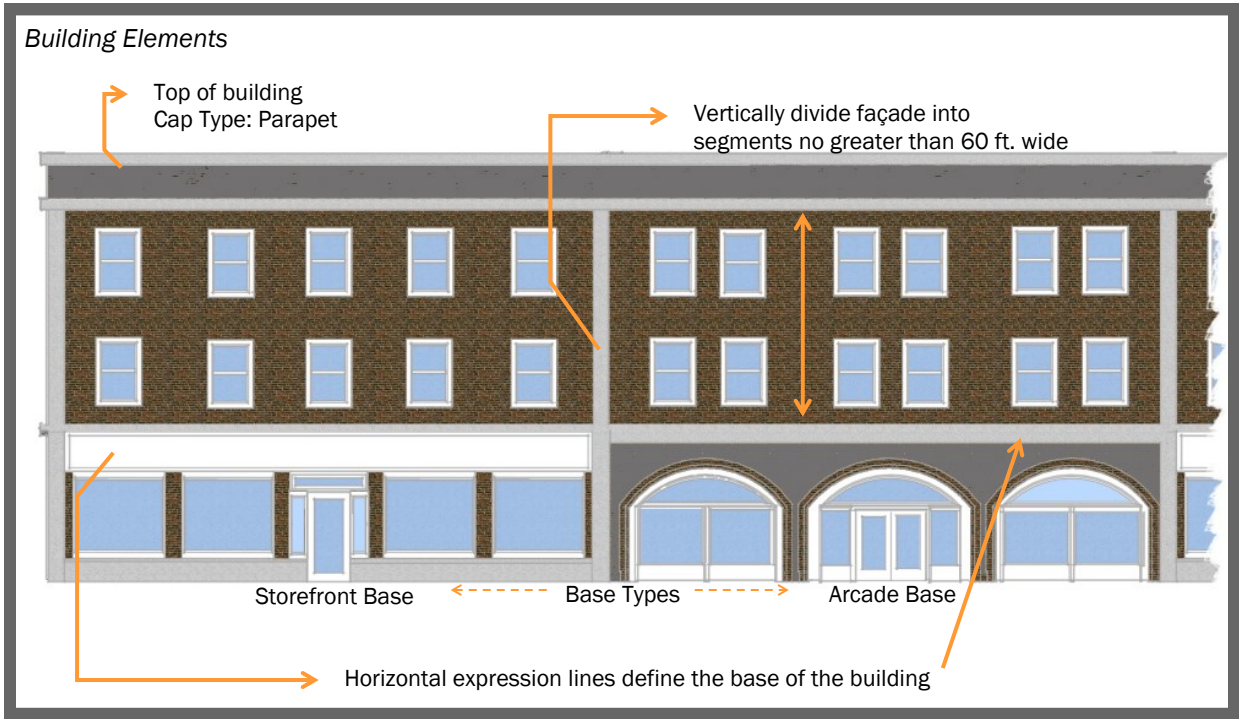 Building Elements
Top of building
Cap Type: Parapet
Vertically divide façade into
segments no greater than 60 ft. wide
Storefront Base
Base Types
Arcade Base
Horizontal expression lines define the base of the building